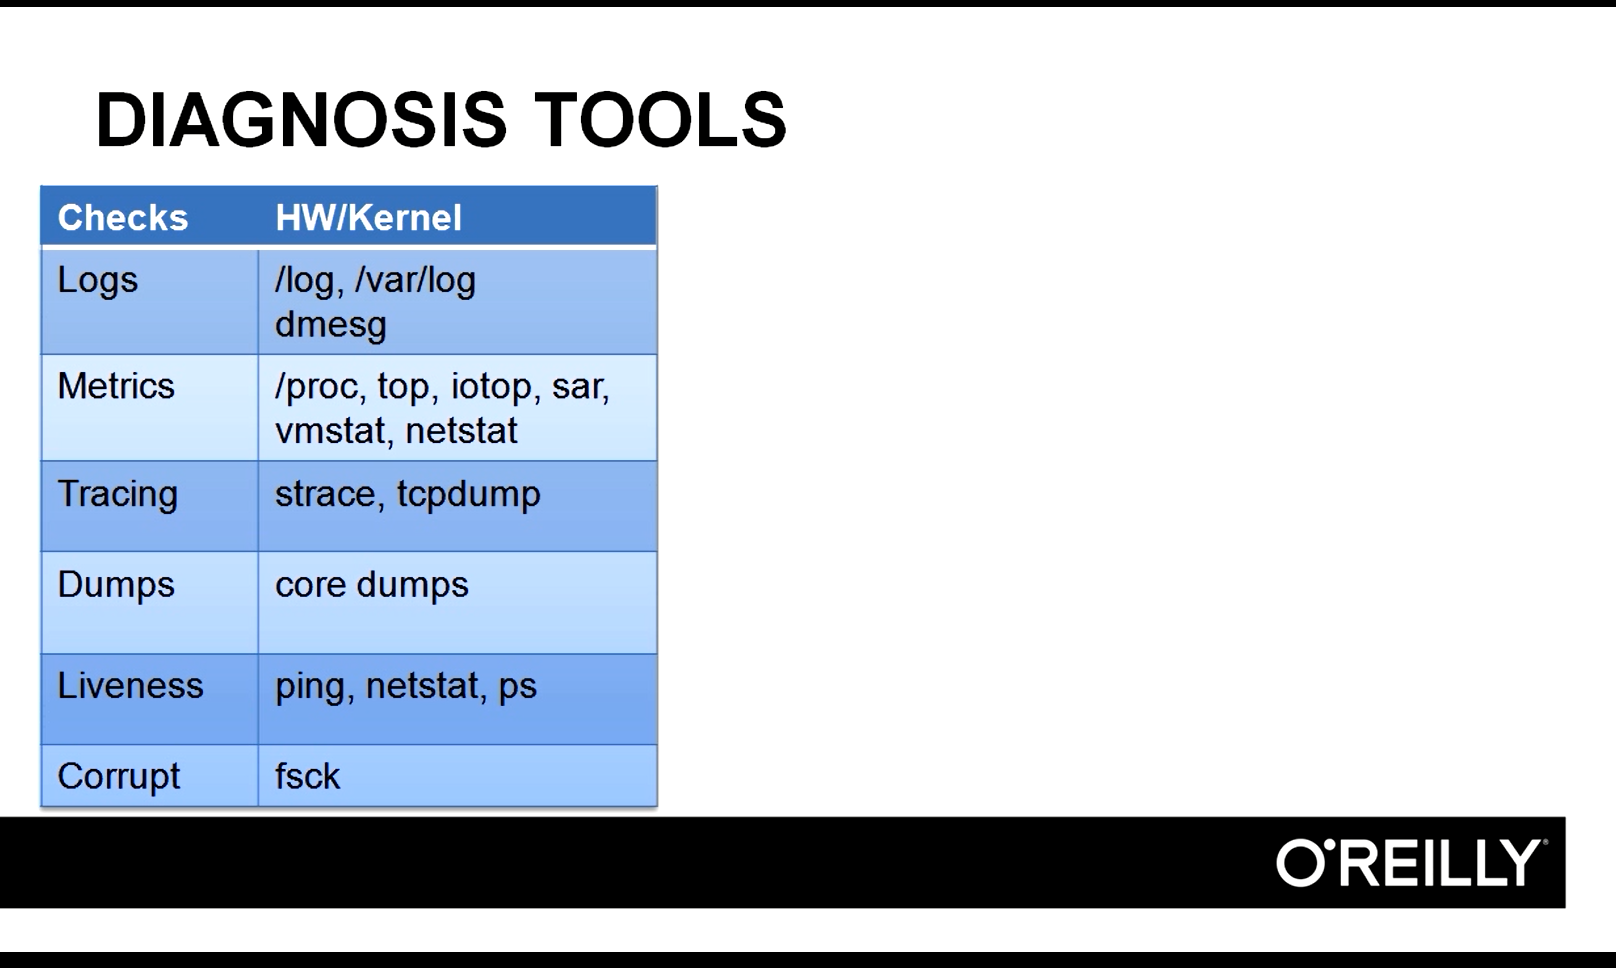 DIAGNOSIS TOOLS
Checks HW/Kernel
Logs /log, /var/log
dmesg
Metrics /proc, top, iotop, sar,
vmstat, netstat
Tracing strace, tcpdump
Dumps core dumps
Liveness ping, netstat, ps
Corrupt fsck
O'REILLY®